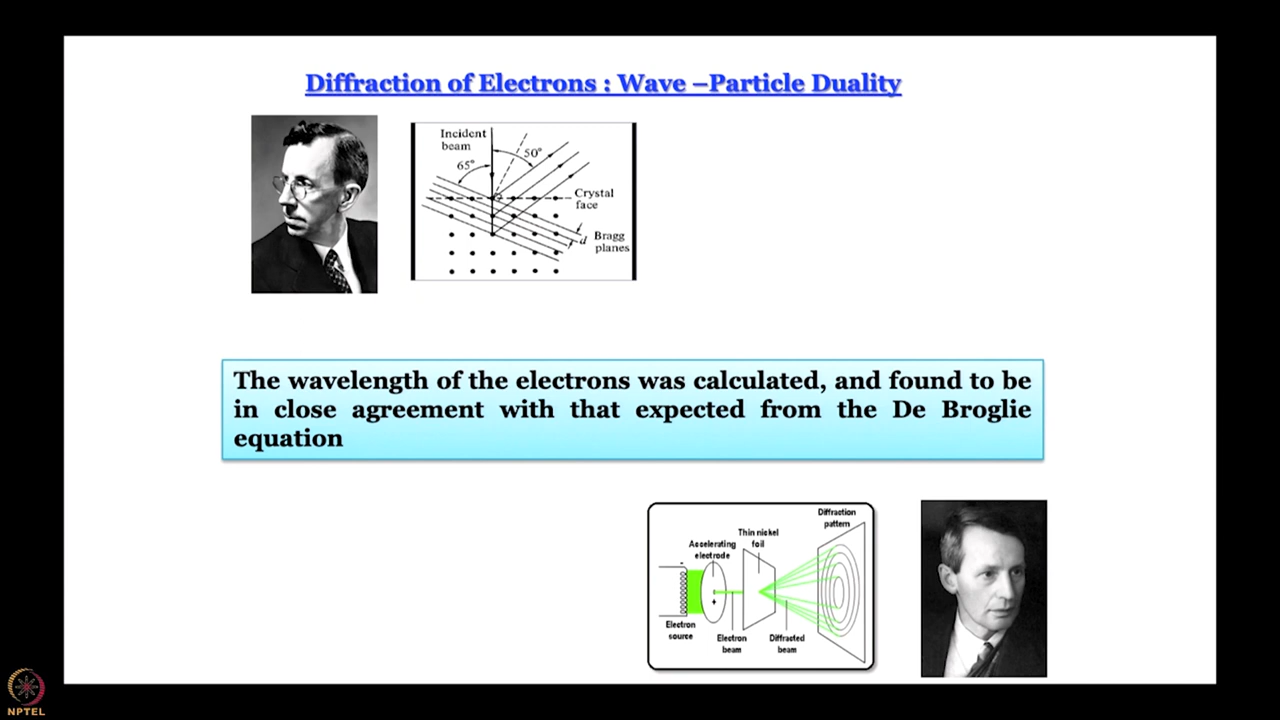 Diffraction of Electrons : Wave –Particle Duality
Incident
beam
50°
65°
Crystal
face
d
Bragg
planes
The wavelength of the electrons was calculated, and found to be
in close agreement with that expected from the De Broglie
equation
Diffraction
pattern
Thin nickel
foil
Accelerating
electrode
Electron
source
Electron
beam
Diffracted
beam
NPTEL